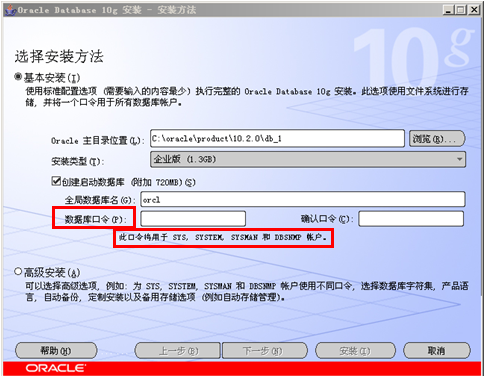 Oracle Database 10g 安装 - 安装方法
10g
选择安装方法
基本安装(I)
使用标准配置选项 (需要输入的内容最少) 执行完整的 Oracle Database 10g 安装。此选项使用文件系统进行存
储, 并将一个口令用于所有数据库帐户。
Oracle 主目录位置(L): C:\oracle\product\10.2.0\db_1 浏览(R)...
安装类型(T): 企业版 (1.3GB)
创建启动数据库 (附加 720MB)(S)
全局数据库名(G): orcl
数据库口令(P): 确认口令(C):
此口令将用于 SYS, SYSTEM, SYSMAN 和 DBSNMP 帐户。
高级安装(A)
可以选择高级选项, 例如: 为 SYS, SYSTEM, SYSMAN 和 DBSNMP 帐户使用不同口令, 选择数据库字符集, 产品语
言, 自动备份, 定制安装以及备用存储选项 (例如自动存储管理)。
帮助(H) 上一步(B) 下一步(N) 安装(I) 取消
ORACLE